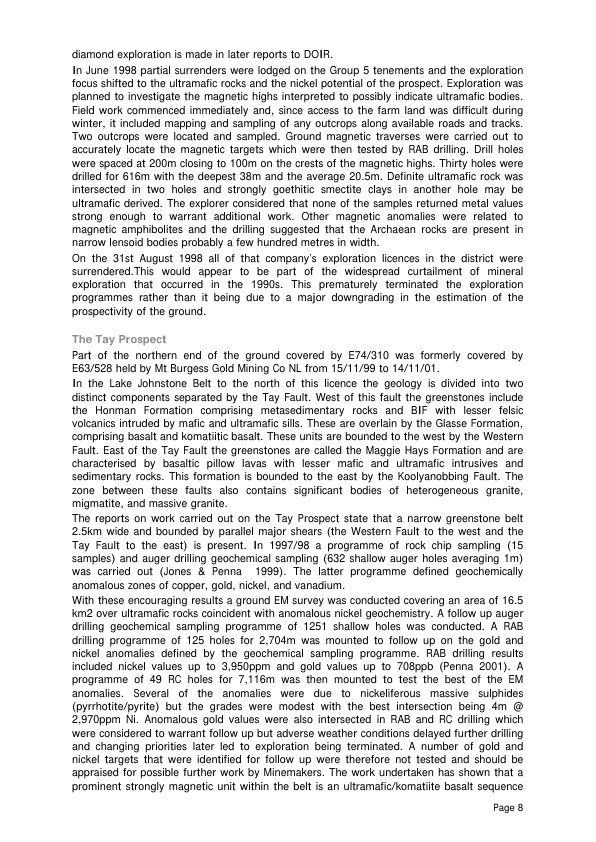 diamond exploration is made in later reports to DOIR.
In June 1998 partial surrenders were lodged on the Group 5 tenements and the exploration
focus shifted to the ultramafic rocks and the nickel potential of the prospect. Exploration was
planned to investigate the magnetic highs interpreted to possibly indicate ultramafic bodies.
Field work commenced immediately and, since access to the farm land was difficult during
winter, it included mapping and sampling of any outcrops along available roads and tracks.
Two outcrops were located and sampled. Ground magnetic traverses were carried out to
accurately locate the magnetic targets which were then tested by RAB drilling. Drill holes
were spaced at 200m closing to 100m on the crests of the magnetic highs. Thirty holes were
drilled for 616m with the deepest 38m and the average 20.5m. Definite ultramafic rock was
intersected in two holes and strongly goethitic smectite clays in another hole may be
ultramafic derived. The explorer considered that none of the samples returned metal values
strong enough to warrant additional work. Other magnetic anomalies were related to
magnetic amphibolites and the drilling suggested that the Archaean rocks are present in
narrow lensoid bodies probably a few hundred metres in width.
On the 31st August 1998 all of that company's exploration licences in the district were
surrendered.This would appear to be part of the widespread curtailment of mineral
exploration that occurred in the 1990s. This prematurely terminated the exploration
programmes rather than it being due to a major downgrading in the estimation of the
prospectivity of the ground.
The Tay Prospect
Part of the northern end of the ground covered by E74/310 was formerly covered by
E63/528 held by Mt Burgess Gold Mining Co NL from 15/11/99 to 14/11/01.
In the Lake Johnstone Belt to the north of this licence the geology is divided into two
distinct components separated by the Tay Fault. West of this fault the greenstones include
the Honman Formation comprising metasedimentary rocks and BIF with lesser felsic
volcanics intruded by mafic and ultramafic sills. These are overlain by the Glasse Formation,
comprising basalt and komatiitic basalt. These units are bounded to the west by the Western
Fault. East of the Tay Fault the greenstones are called the Maggie Hays Formation and are
characterised by basaltic pillow lavas with lesser mafic and ultramafic intrusives and
sedimentary rocks. This formation is bounded to the east by the Koolyanobbing Fault. The
zone between these faults also contains significant bodies of heterogeneous granite,
migmatite, and massive granite.
The reports on work carried out on the Tay Prospect state that a narrow greenstone belt
2.5km wide and bounded by parallel major shears (the Western Fault to the west and the
Tay Fault to the east) is present. In 1997/98 a programme of rock chip sampling (15
samples) and auger drilling geochemical sampling (632 shallow auger holes averaging 1m)
was carried out (Jones & Penna 1999). The latter programme defined geochemically
anomalous zones of copper, gold, nickel, and vanadium.
With these encouraging results a ground EM survey was conducted covering an area of 16.5
km2 over ultramafic rocks coincident with anomalous nickel geochemistry. A follow up auger
drilling geochemical sampling programme of 1251 shallow holes was conducted. A RAB
drilling programme of 125 holes for 2,704m was mounted to follow up on the gold and
nickel anomalies defined by the geochemical sampling programme. RAB drilling results
included nickel values up to 3,950ppm and gold values up to 708ppb (Penna 2001). A
programme of 49 RC holes for 7,116m was then mounted to test the best of the EM
anomalies. Several of the anomalies were due to nickeliferous massive sulphides
(pyrrhotite/pyrite) but the grades were modest with the best intersection being 4m @
2,970ppm Ni. Anomalous gold values were also intersected in RAB and RC drilling which
were considered to warrant follow up but adverse weather conditions delayed further drilling
and changing priorities later led to exploration being terminated. A number of gold and
nickel targets that were identified for follow up were therefore not tested and should be
appraised for possible further work by Minemakers. The work undertaken has shown that a
prominent strongly magnetic unit within the belt is an ultramafic/komatiite basalt sequence
Page 8